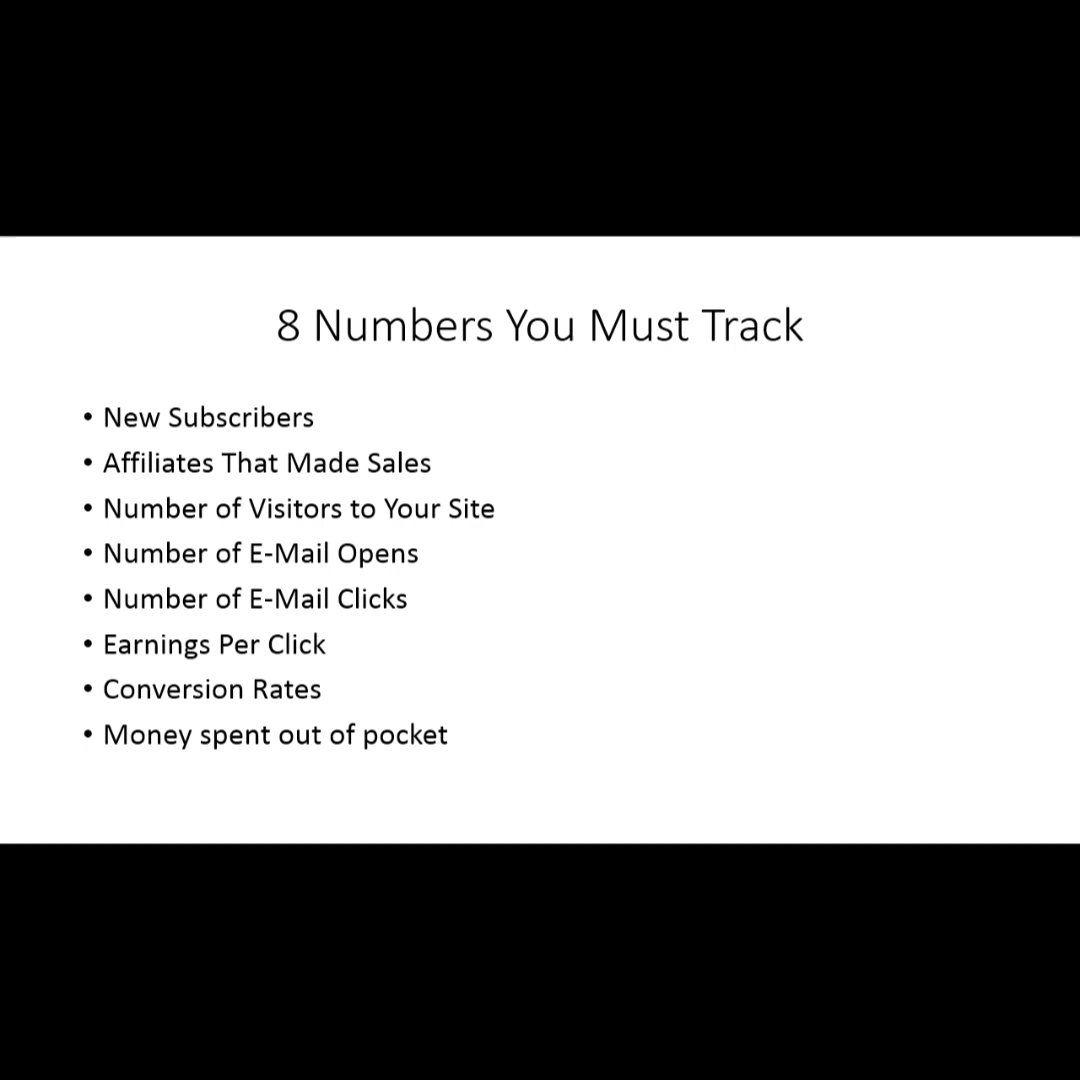 8 Numbers You Must Track
• New Subscribers
• Affiliates That Made Sales
• Number of Visitors to Your Site
• Number of E-Mail Opens
• Number of E-Mail Clicks
• Earnings Per Click
• Conversion Rates
• Money spent out of pocket